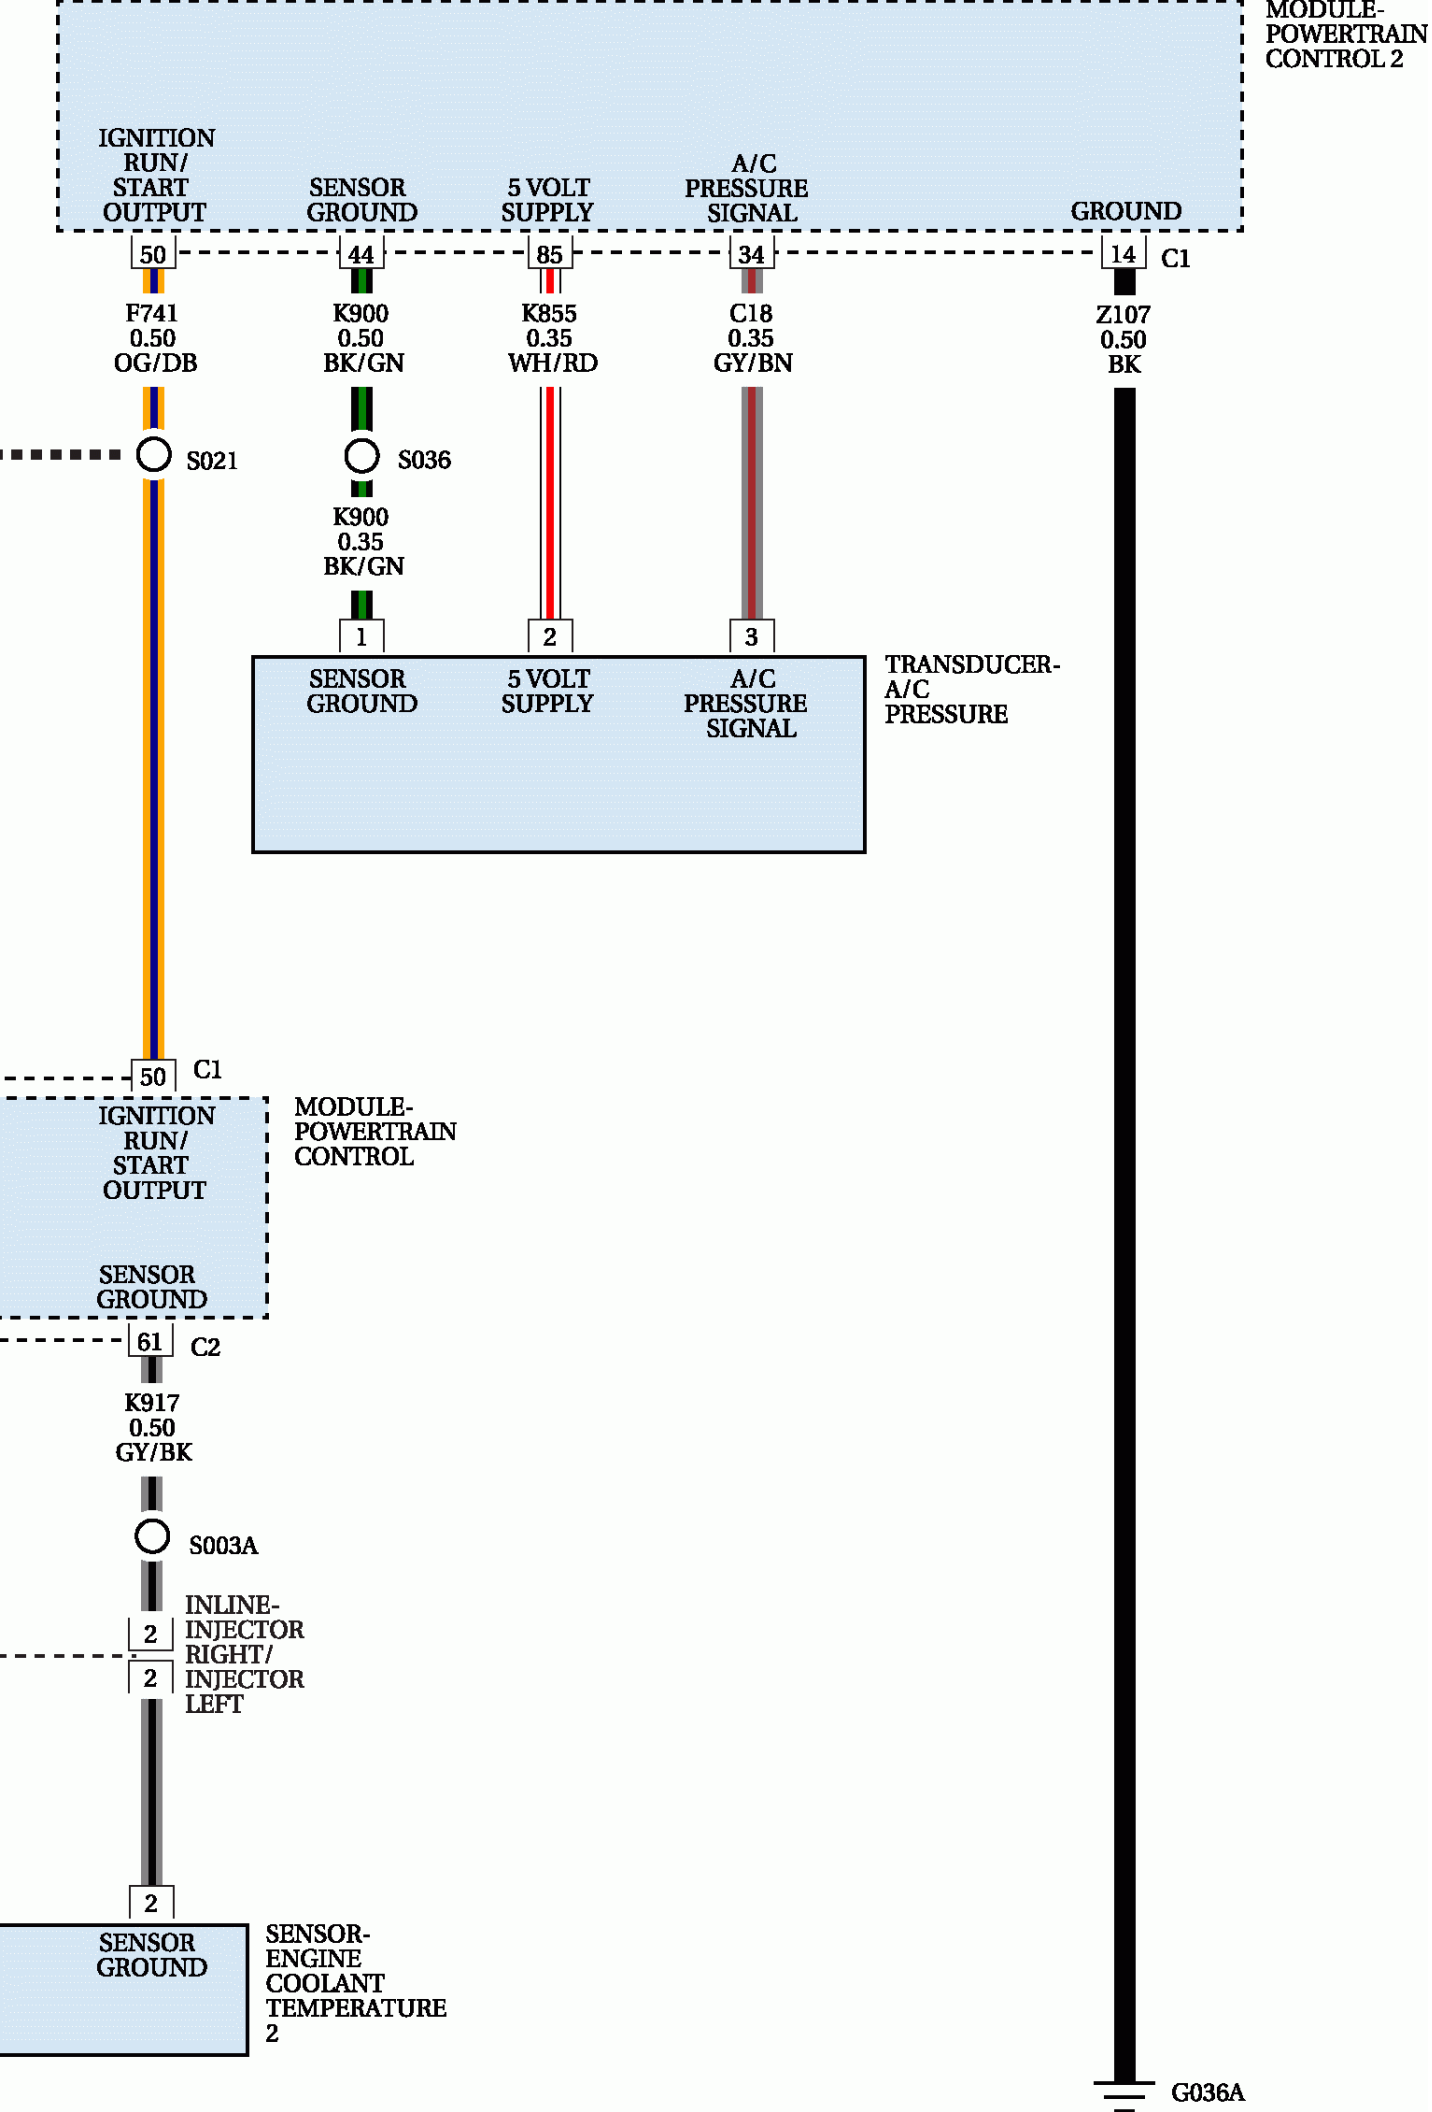 MODULE-
POWERTRAIN
CONTROL 2
IGNITION
RUN/
START
OUTPUT
SENSOR
GROUND
5 VOLT
SUPPLY
A/C
PRESSURE
SIGNAL
GROUND
50
44
85
34
14
C1
F741
0.50
OG/DB
K900
0.50
BK/GN
K855
0.35
WH/RD
C18
0.35
GY/BN
Z107
0.50
BK
S021
S036
K900
0.35
BK/GN
1
2
3
SENSOR
GROUND
5 VOLT
SUPPLY
A/C
PRESSURE
SIGNAL
TRANSDUCER-
A/C
PRESSURE
50
C1
IGNITION
RUN/
START
OUTPUT
MODULE-
POWERTRAIN
CONTROL
SENSOR
GROUND
61
C2
K917
0.50
GY/BK
S003A
2
2
INLINE-
INJECTOR
RIGHT/
INJECTOR
LEFT
2
SENSOR
GROUND
SENSOR-
ENGINE
COOLANT
TEMPERATURE
2
G036A